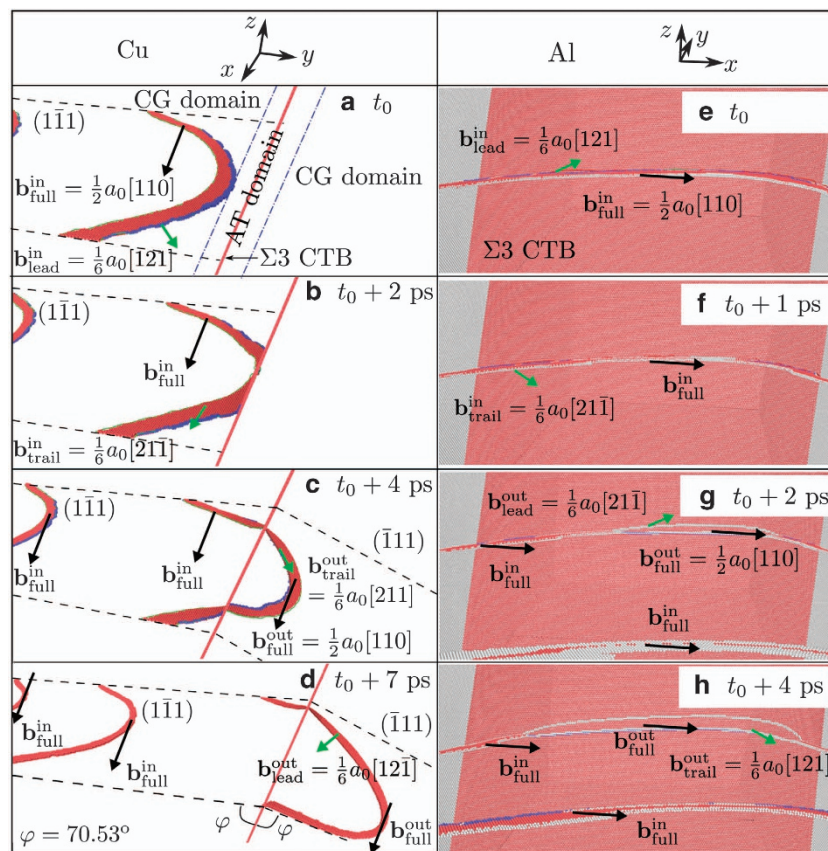 Cu
z
y
x
Al
z
y
x
CG domain
a t₀
(11̄1)
AT domain
CG domain
b^in_full = ½a₀[110]
b^in_lead = ⅙a₀[121]
Σ3 CTB
e t₀
b^in_lead = ⅙a₀[121]
b^in_full = ½a₀[110]
Σ3 CTB
b t₀ + 2 ps
(11̄1)
b^in_full
b^in_trail = ⅙a₀[211̄]
f t₀ + 1 ps
b^in_trail = ⅙a₀[211̄]
b^in_full
c t₀ + 4 ps
(11̄1)
(1̄11)
b^in_full
b^in_full
b^out_trail
= ⅙a₀[211]
b^out_full = ½a₀[110]
g t₀ + 2 ps
b^out_lead = ⅙a₀[211̄]
b^in_full
b^out_full = ½a₀[110]
b^in_full
d t₀ + 7 ps
(11̄1)
(1̄11)
b^in_full
b^in_full
b^out_lead = ⅙a₀[121̄]
φ φ
b^out_full
φ = 70.53º
h t₀ + 4 ps
b^in_full
b^out_full
b^out_trail = ⅙a₀[121]
b^in_full